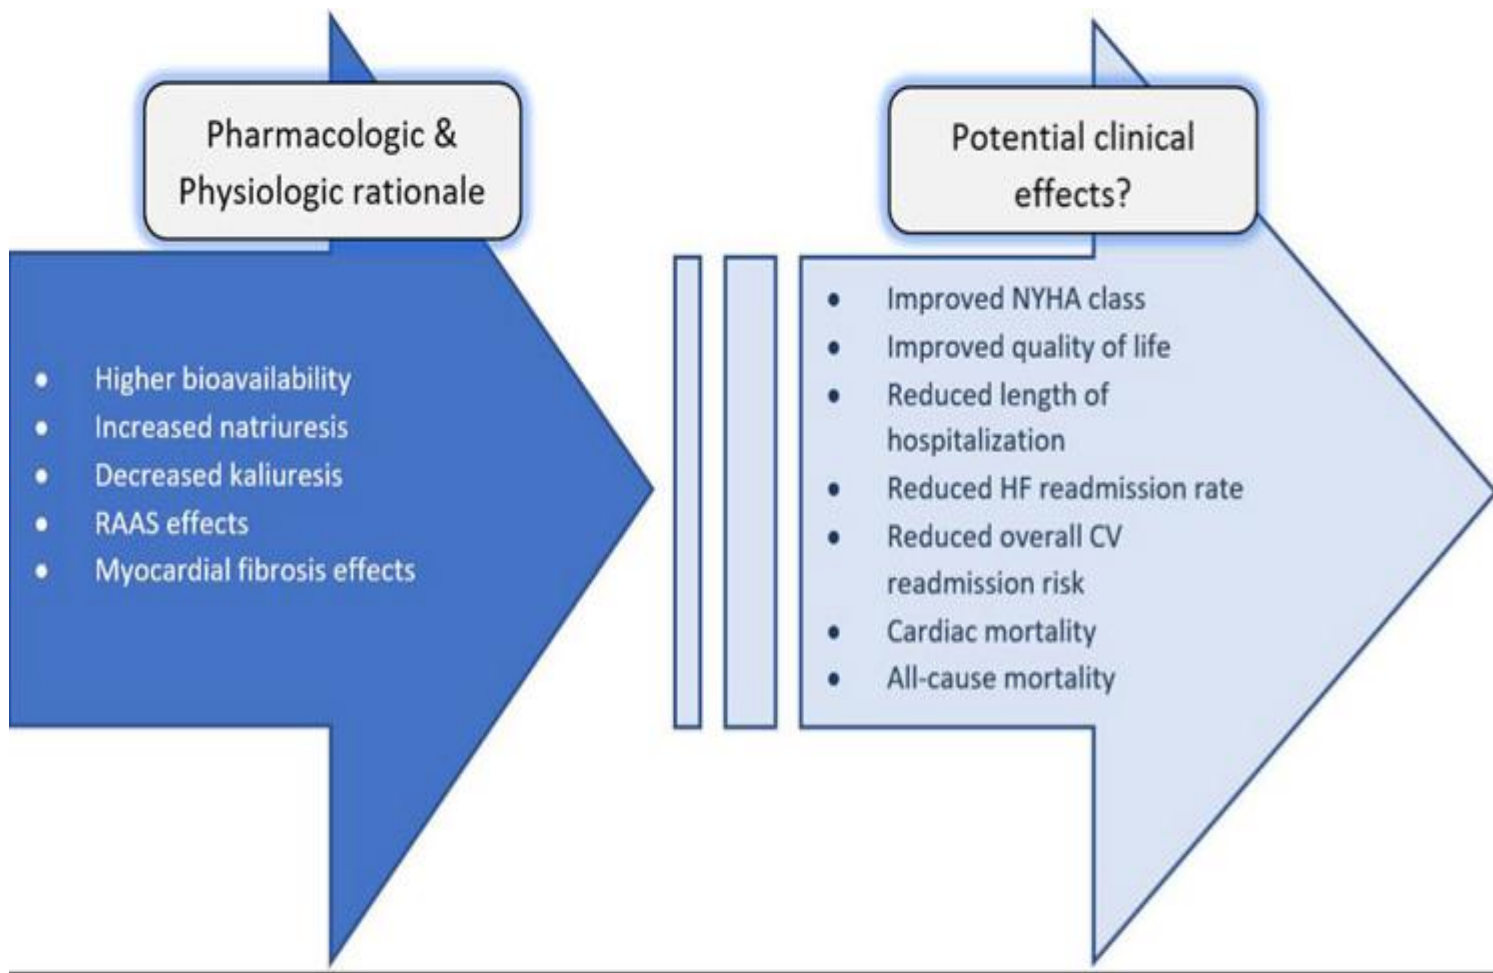 Pharmacologic &
Physiologic rationale
• Higher bioavailability
• Increased natriuresis
• Decreased kaliuresis
• RAAS effects
• Myocardial fibrosis effects
Potential clinical
effects?
• Improved NYHA class
• Improved quality of life
• Reduced length of
hospitalization
• Reduced HF readmission rate
• Reduced overall CV
readmission risk
• Cardiac mortality
• All-cause mortality